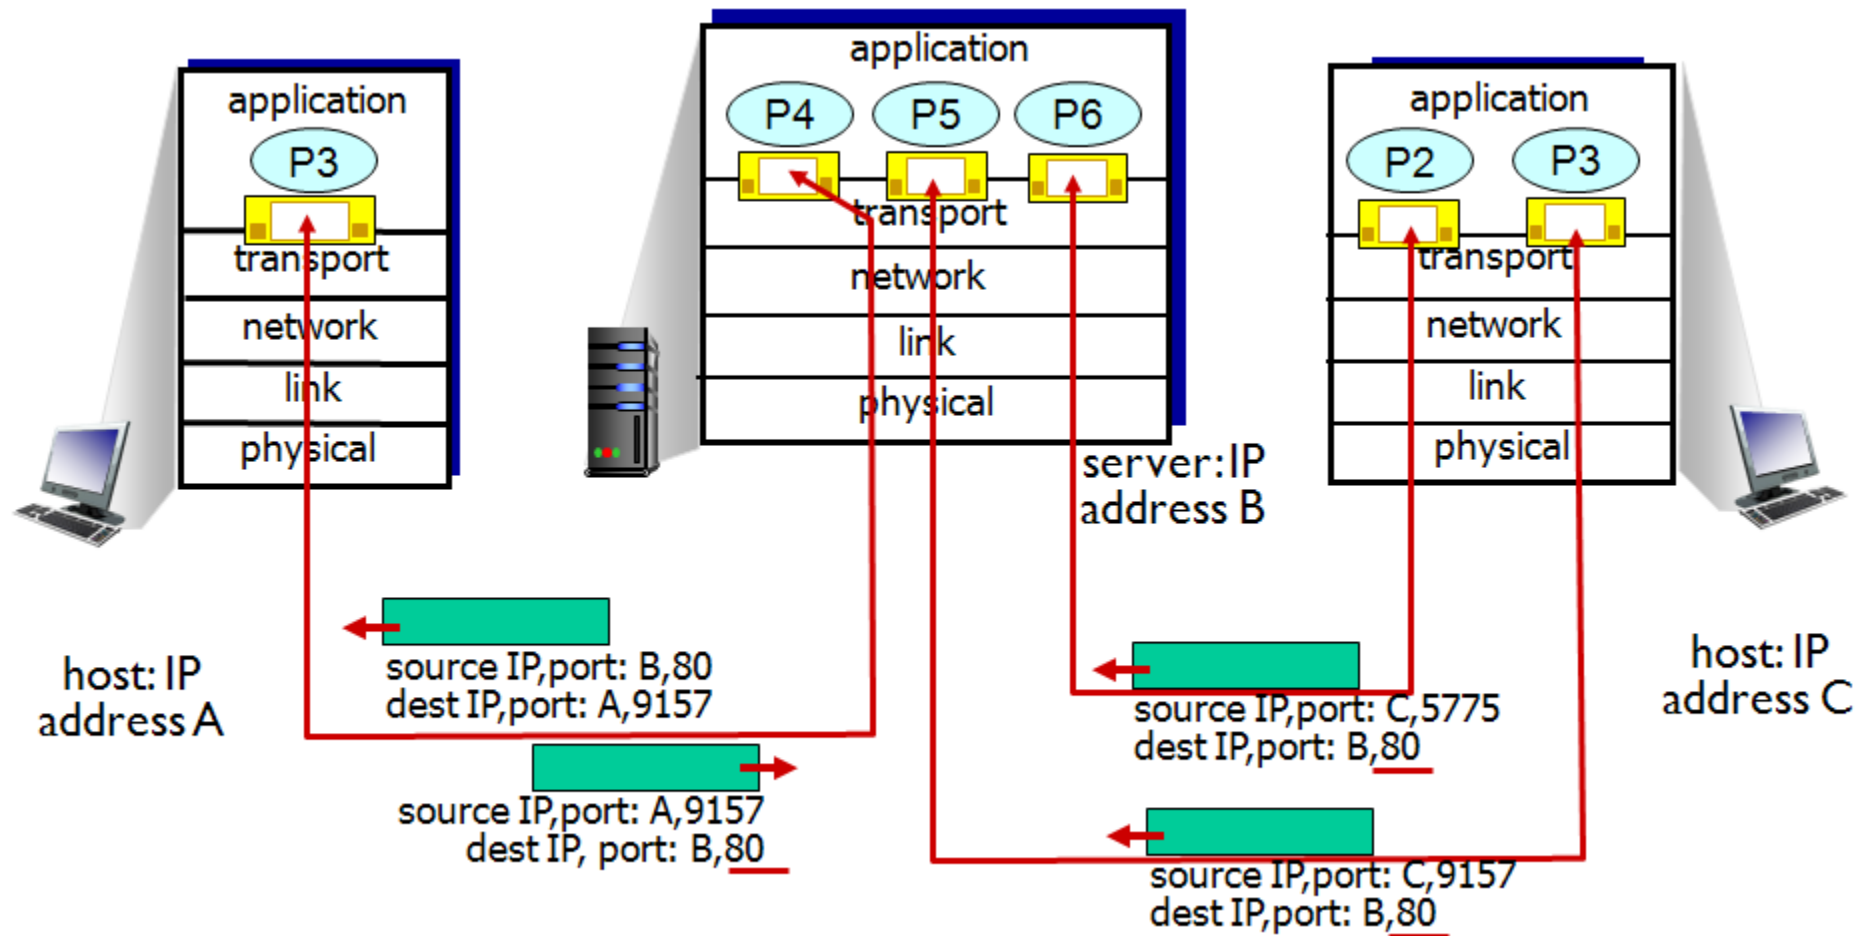 application
P3
transport
network
link
physical
host: IP
address A
application
P4 P5 P6
transport
network
link
physical
server: IP
address B
application
P2 P3
transport
network
link
physical
host: IP
address C
source IP,port: B,80
dest IP,port: A,9157
source IP,port: A,9157
dest IP, port: B,80
source IP,port: C,5775
dest IP,port: B,80
source IP,port: C,9157
dest IP,port: B,80